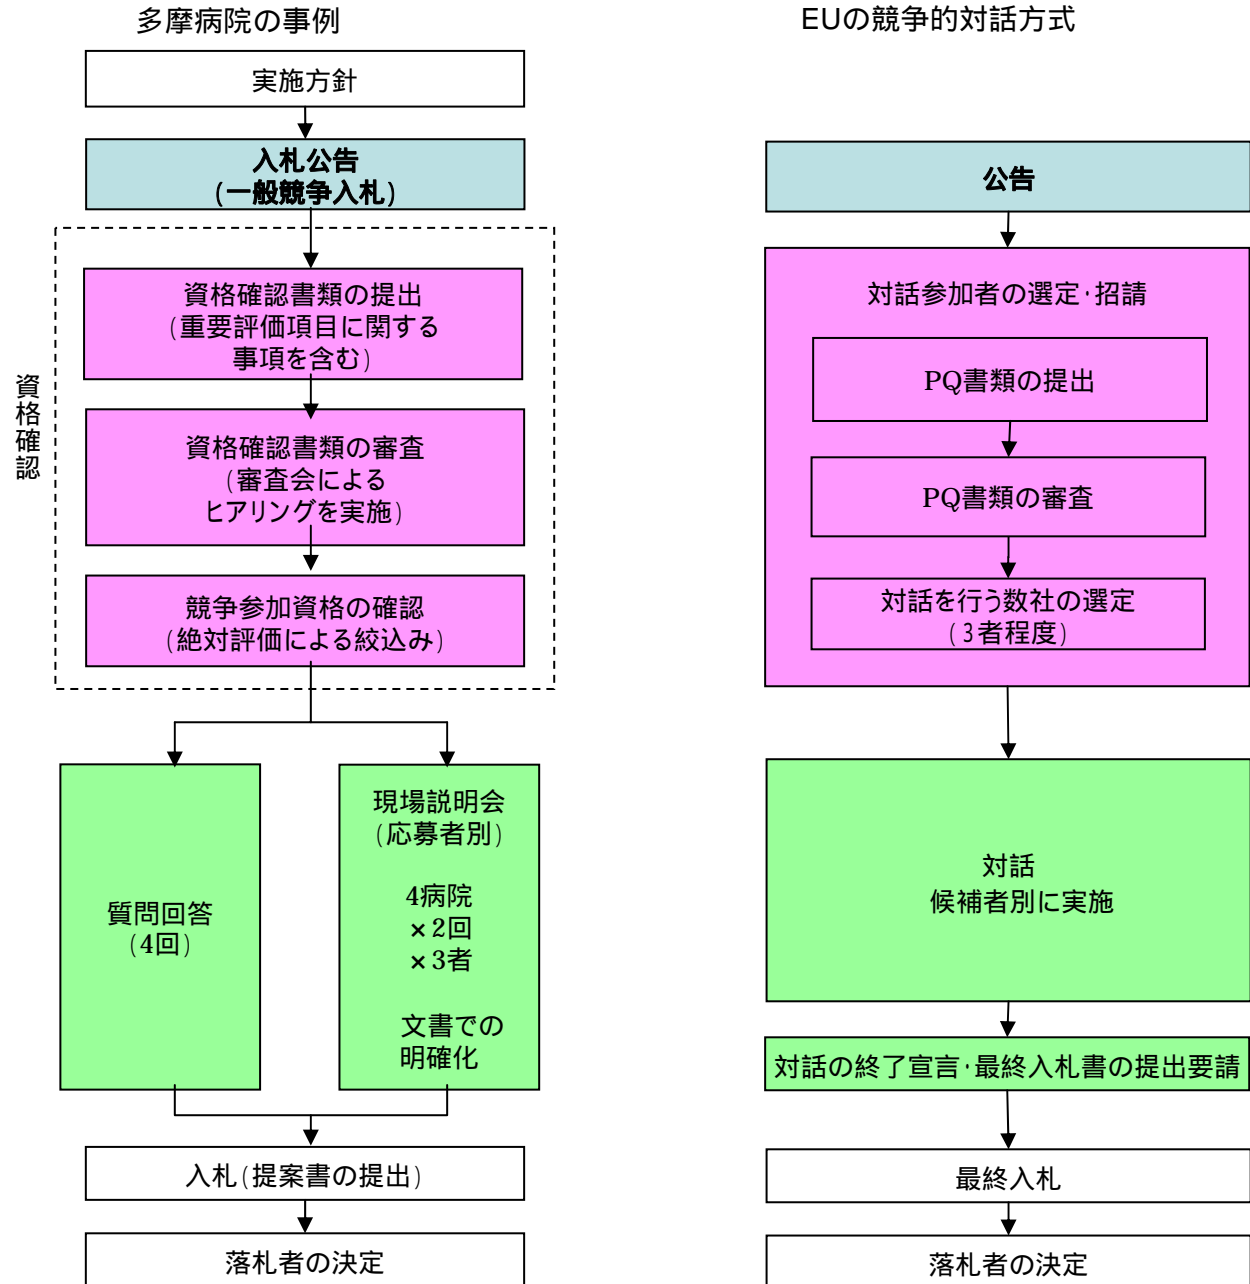 多摩病院の事例
実施方針
入札公告
(一般競争入札)
資格確認
資格確認書類の提出
(重要評価項目に関する
事項を含む)
資格確認書類の審査
(審査会による
ヒアリングを実施)
競争参加資格の確認
(絶対評価による絞込み)
質問回答
(4回)
現場説明会
(応募者別)
4病院
×2回
×3者
文書での
明確化
入札(提案書の提出)
落札者の決定
EUの競争的対話方式
公告
対話参加者の選定・招請
PQ書類の提出
PQ書類の審査
対話を行う数社の選定
(3者程度)
対話
候補者別に実施
対話の終了宣言・最終入札書の提出要請
最終入札
落札者の決定